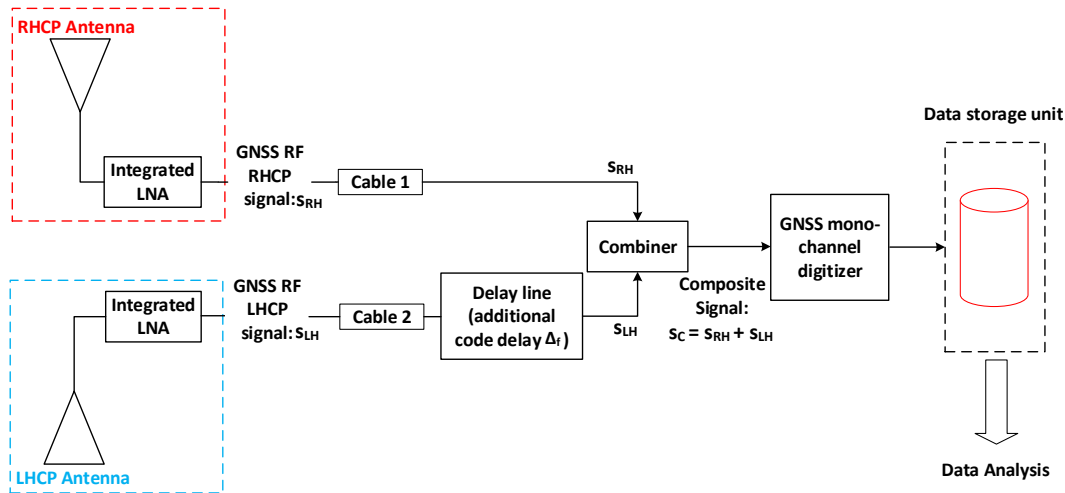 RHCP Antenna
Integrated
LNA
GNSS RF
RHCP
signal:sRH
Cable 1
sRH
Combiner
GNSS mono-
channel
digitizer
Data storage unit
Integrated
LNA
GNSS RF
LHCP
signal:sLH
Cable 2
Delay line
(additional
code delay Δf )
sLH
Composite
Signal:
sC = sRH + sLH
LHCP Antenna
Data Analysis